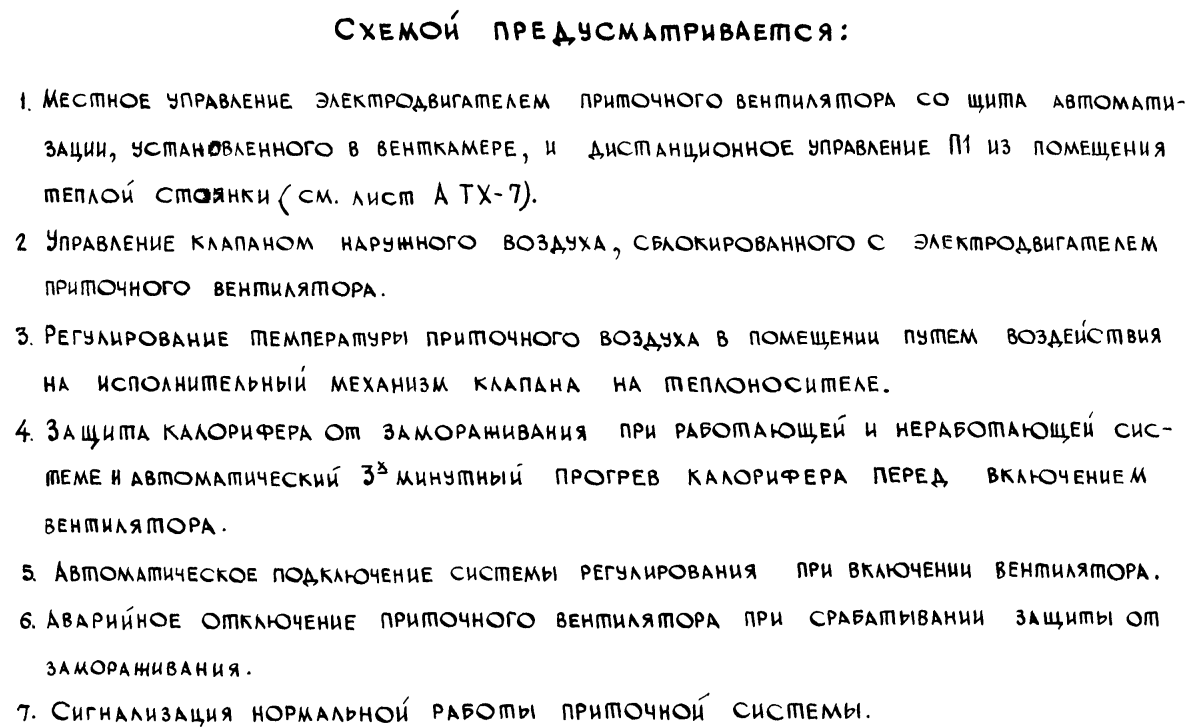 Схемой предусматривается:
1. Местное управление электродвигателем приточного вентилятора со щита автомати-
зации, установленного в венткамере, и дистанционное управление П1 из помещения
теплой стоянки (см. лист А ТХ-7).
2 Управление клапаном наружного воздуха, сблокированного с электродвигателем
приточного вентилятора.
3. Регулирование температуры приточного воздуха в помещении путем воздействия
на исполнительный механизм клапана на теплоносителе.
4. Защита калорифера от замораживания при работающей и неработающей сис-
теме и автоматический 3х минутный прогрев калорифера перед включением
вентилятора.
5. Автоматическое подключение системы регулирования при включении вентилятора.
6. Аварийное отключение приточного вентилятора при срабатывании защиты от
замораживания.
7. Сигнализация нормальной работы приточной системы.